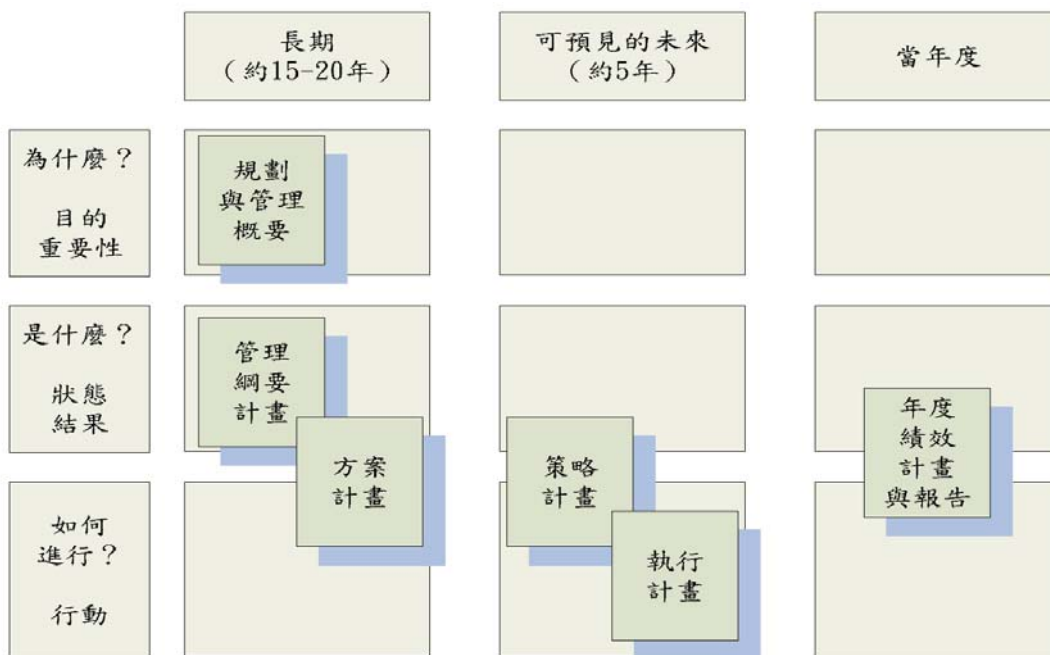 長期
（約15-20年）
可預見的未來
（約5年）
當年度
為什麼？
目的
重要性
規劃
與管理
概要
是什麼？
狀態
結果
管理
綱要
計畫
方案
計畫
策略
計畫
年度
績效
計畫
與報告
如何
進行？
行動
執行
計畫